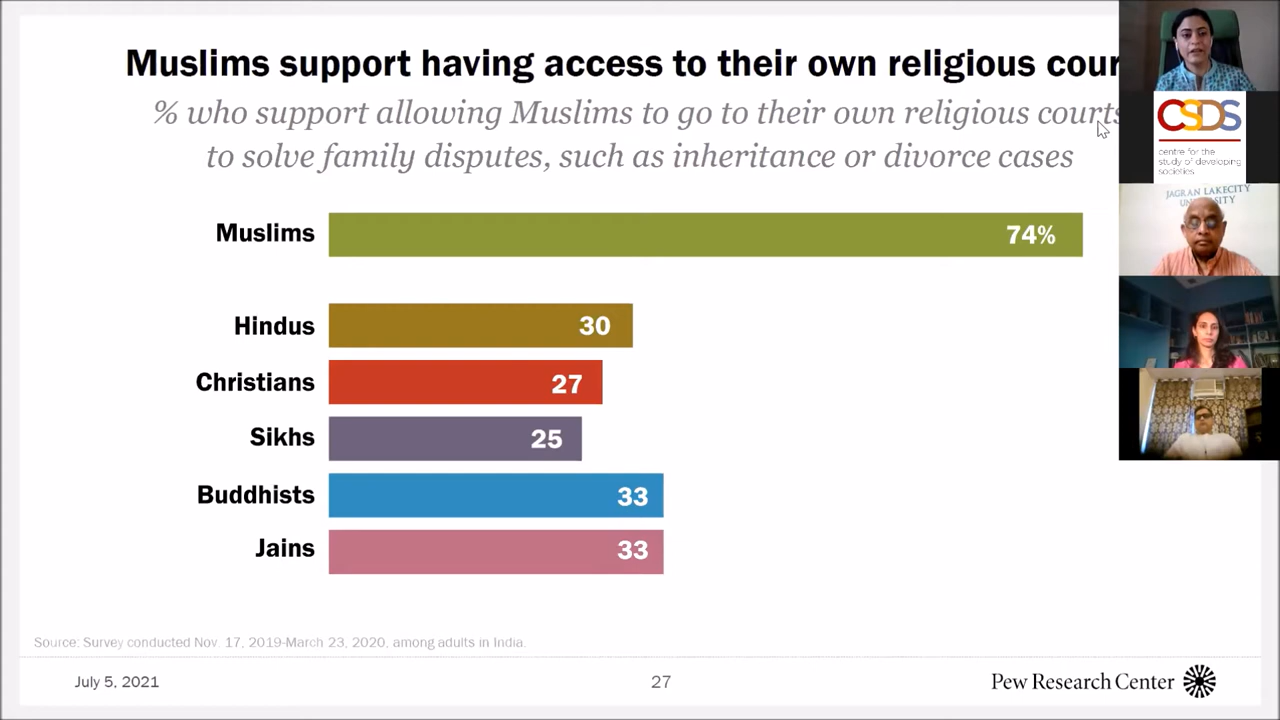 Muslims support having access to their own religious cour
% who support allowing Muslims to go to their own religious courts
to solve family disputes, such as inheritance or divorce cases
Muslims 74%
Hindus 30
Christians 27
Sikhs 25
Buddhists 33
Jains 33
Source: Survey conducted Nov. 17, 2019-March 23, 2020, among adults in India.
July 5, 2021
27
Pew Research Center
CSDS
centre for the
study of developing
societies
JAGRAN LAKECITY
UNIVERSITY